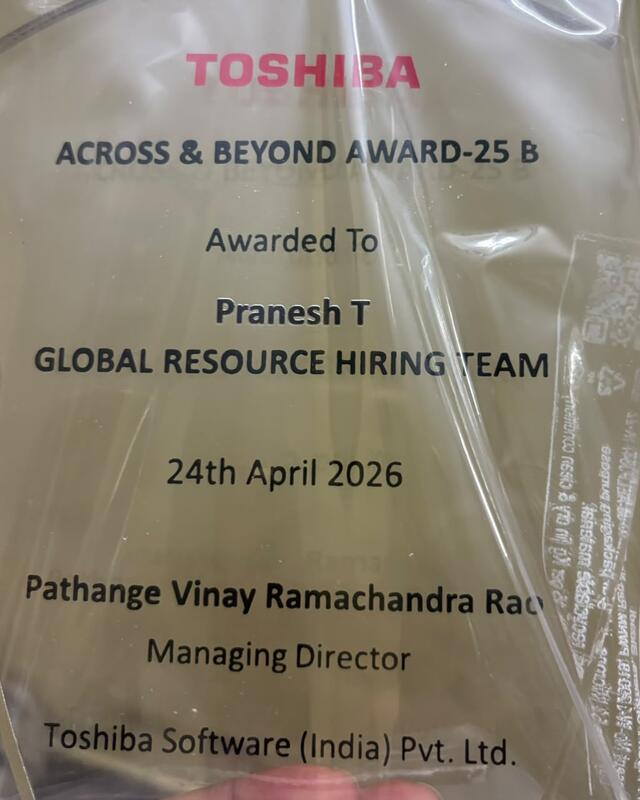 TOSHIBA
ACROSS & BEYOND AWARD-25 B
Awarded To
Pranesh T
GLOBAL RESOURCE HIRING TEAM
24th April 2026
Pathange Vinay Ramachandra Rao
Managing Director
Toshiba Software (India) Pvt. Ltd.